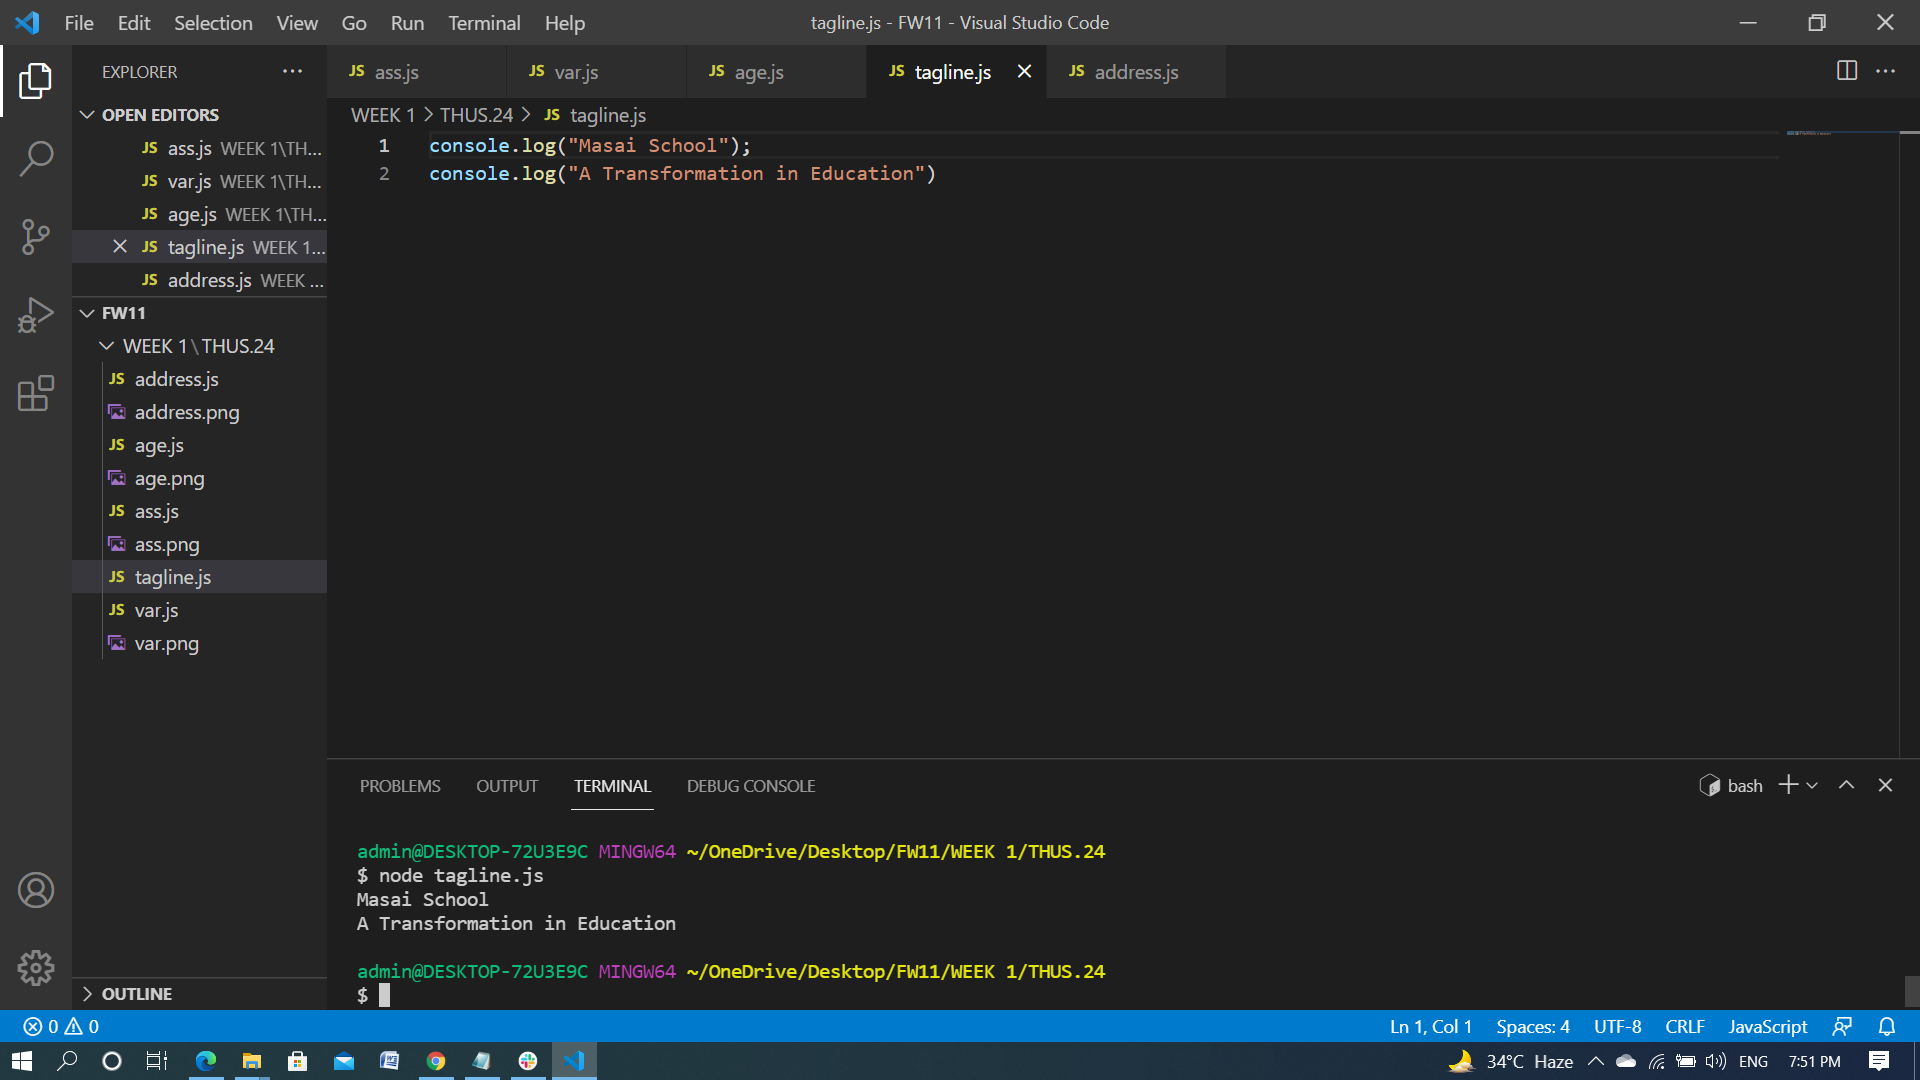 File Edit Selection View Go Run Terminal Help
tagline.js - FW11 - Visual Studio Code
EXPLORER
JS ass.js JS var.js JS age.js JS tagline.js JS address.js
OPEN EDITORS
JS ass.js WEEK 1\TH...
JS var.js WEEK 1\TH...
JS age.js WEEK 1\TH...
JS tagline.js WEEK 1...
JS address.js WEEK ...
FW11
WEEK 1\THUS.24
JS address.js
address.png
JS age.js
age.png
JS ass.js
ass.png
JS tagline.js
JS var.js
var.png
OUTLINE
WEEK 1 > THUS.24 > JS tagline.js
1 console.log("Masai School");
2 console.log("A Transformation in Education")
PROBLEMS OUTPUT TERMINAL DEBUG CONSOLE
bash
admin@DESKTOP-72U3E9C MINGW64 ~/OneDrive/Desktop/FW11/WEEK 1/THUS.24
$ node tagline.js
Masai School
A Transformation in Education
admin@DESKTOP-72U3E9C MINGW64 ~/OneDrive/Desktop/FW11/WEEK 1/THUS.24
$
0 0
Ln 1, Col 1 Spaces: 4 UTF-8 CRLF JavaScript
34°C Haze ENG 7:51 PM